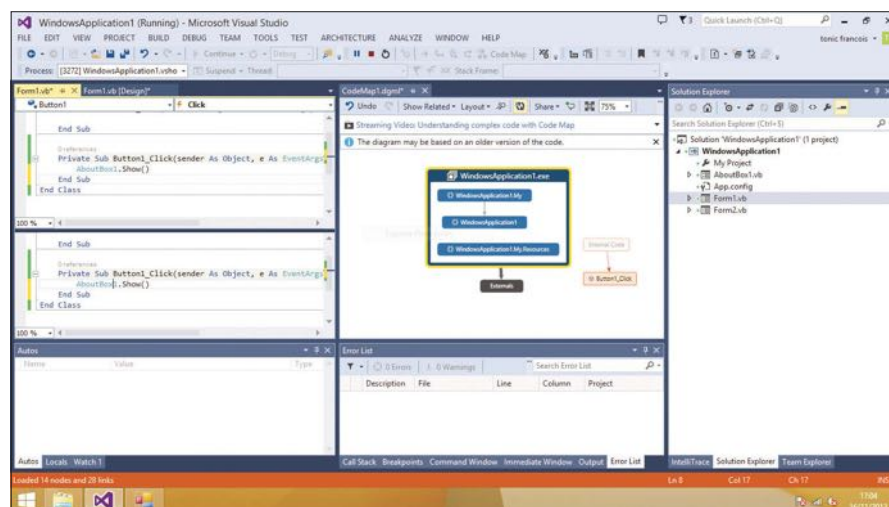 WindowsApplication1 (Running) - Microsoft Visual Studio
Quick Launch (Ctrl+Q)
FILE EDIT VIEW PROJECT BUILD DEBUG TEAM TOOLS TEST ARCHITECTURE ANALYZE WINDOW HELP
tonic francois
Continue
Debug
Code Map
Process: [3272] WindowsApplication1.vsho
Suspend
Thread:
Stack Frame:
Form1.vb*
Form1.vb [Design]*
Button1
Click
End Sub
0 references
Private Sub Button1_Click(sender As Object, e As EventArgs
AboutBox1.Show()
End Sub
End Class
100 %
End Sub
0 references
Private Sub Button1_Click(sender As Object, e As EventArgs
AboutBox1.Show()
End Sub
End Class
100 %
CodeMap1.dgml*
Undo
Show Related
Layout
Share
75%
Streaming Video: Understanding complex code with Code Map
The diagram may be based on an older version of the code.
WindowsApplication1.exe
WindowsApplication1.My
WindowsApplication1
WindowsApplication1.My.Resources
Externals
External Code
Button1_Click
Solution Explorer
Search Solution Explorer (Ctrl+$)
Solution 'WindowsApplication1' (1 project)
WindowsApplication1
My Project
AboutBox1.vb
App.config
Form1.vb
Form2.vb
Autos
Name Value Type
Autos Locals Watch 1
Error List
0 Errors
0 Warnings
Search Error List
Description File Line Column Project
Call Stack Breakpoints Command Window Immediate Window Output Error List
IntelliTrace Solution Explorer Team Explorer
Loaded 14 nodes and 28 links
Ln 8 Col 17 Ch 17 INS
17:04